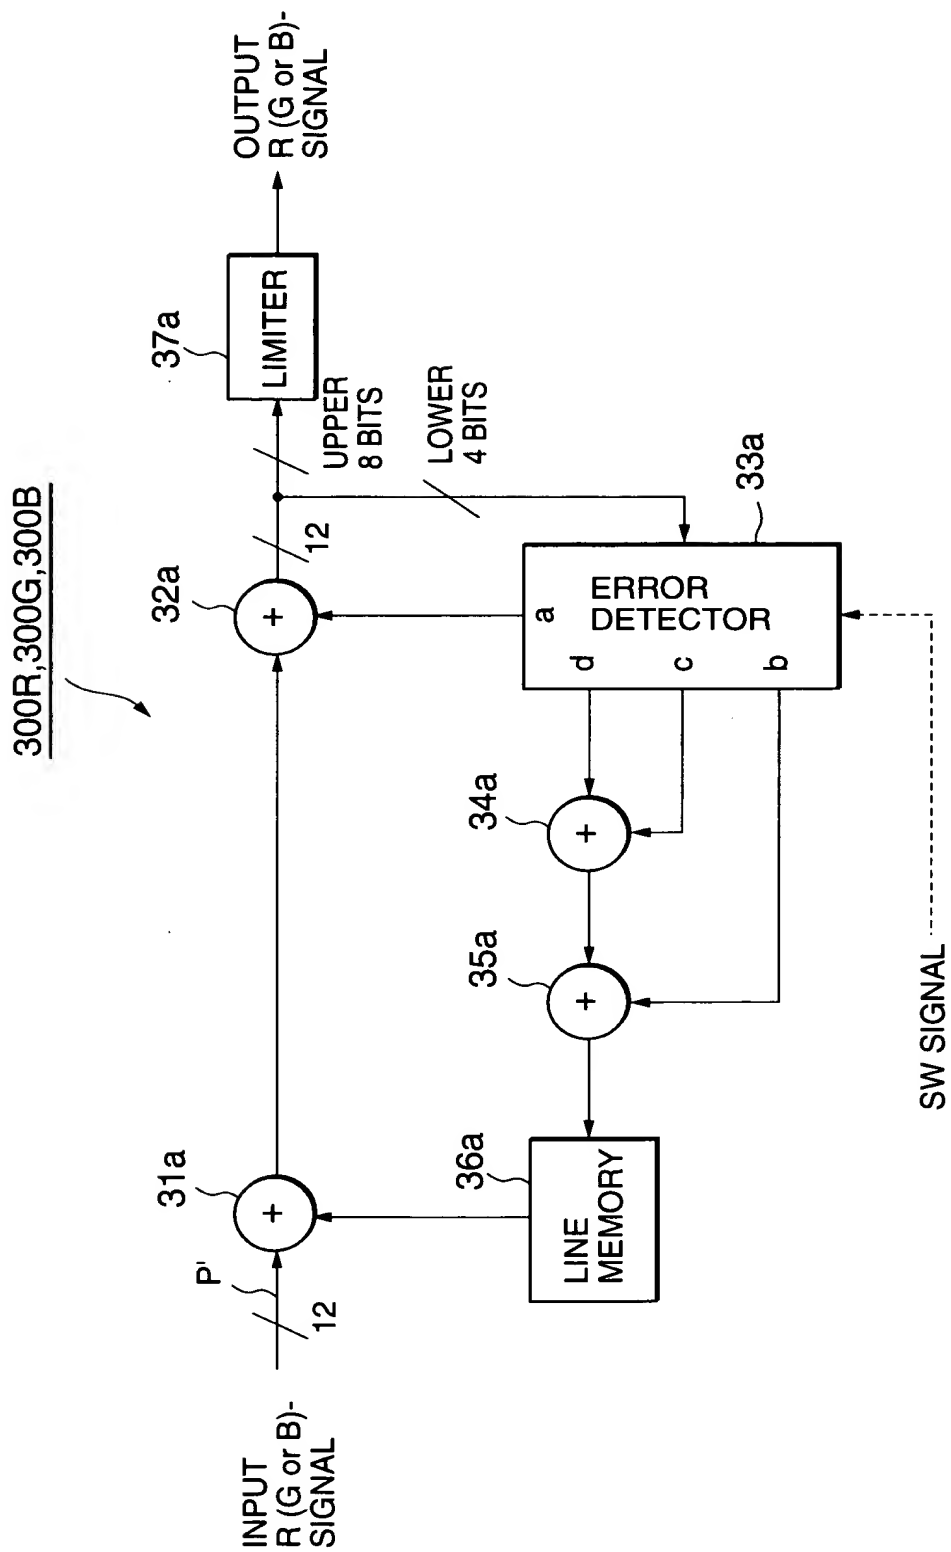 300R,300G,300B
INPUT
R (G or B)-
SIGNAL
P'
12
31a
+
32a
+
12
UPPER
8 BITS
37a
LIMITER
OUTPUT
R (G or B)-
SIGNAL
LOWER
4 BITS
36a
LINE
MEMORY
35a
+
34a
+
33a
ERROR
DETECTOR
a
d
c
b
SW SIGNAL